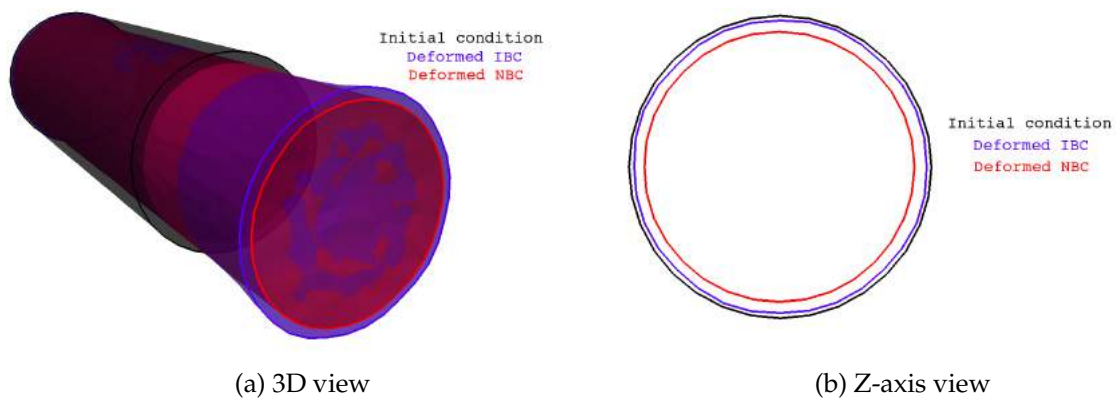 Initial condition
Deformed IBC
Deformed NBC
Initial condition
Deformed IBC
Deformed NBC
(a) 3D view
(b) Z-axis view